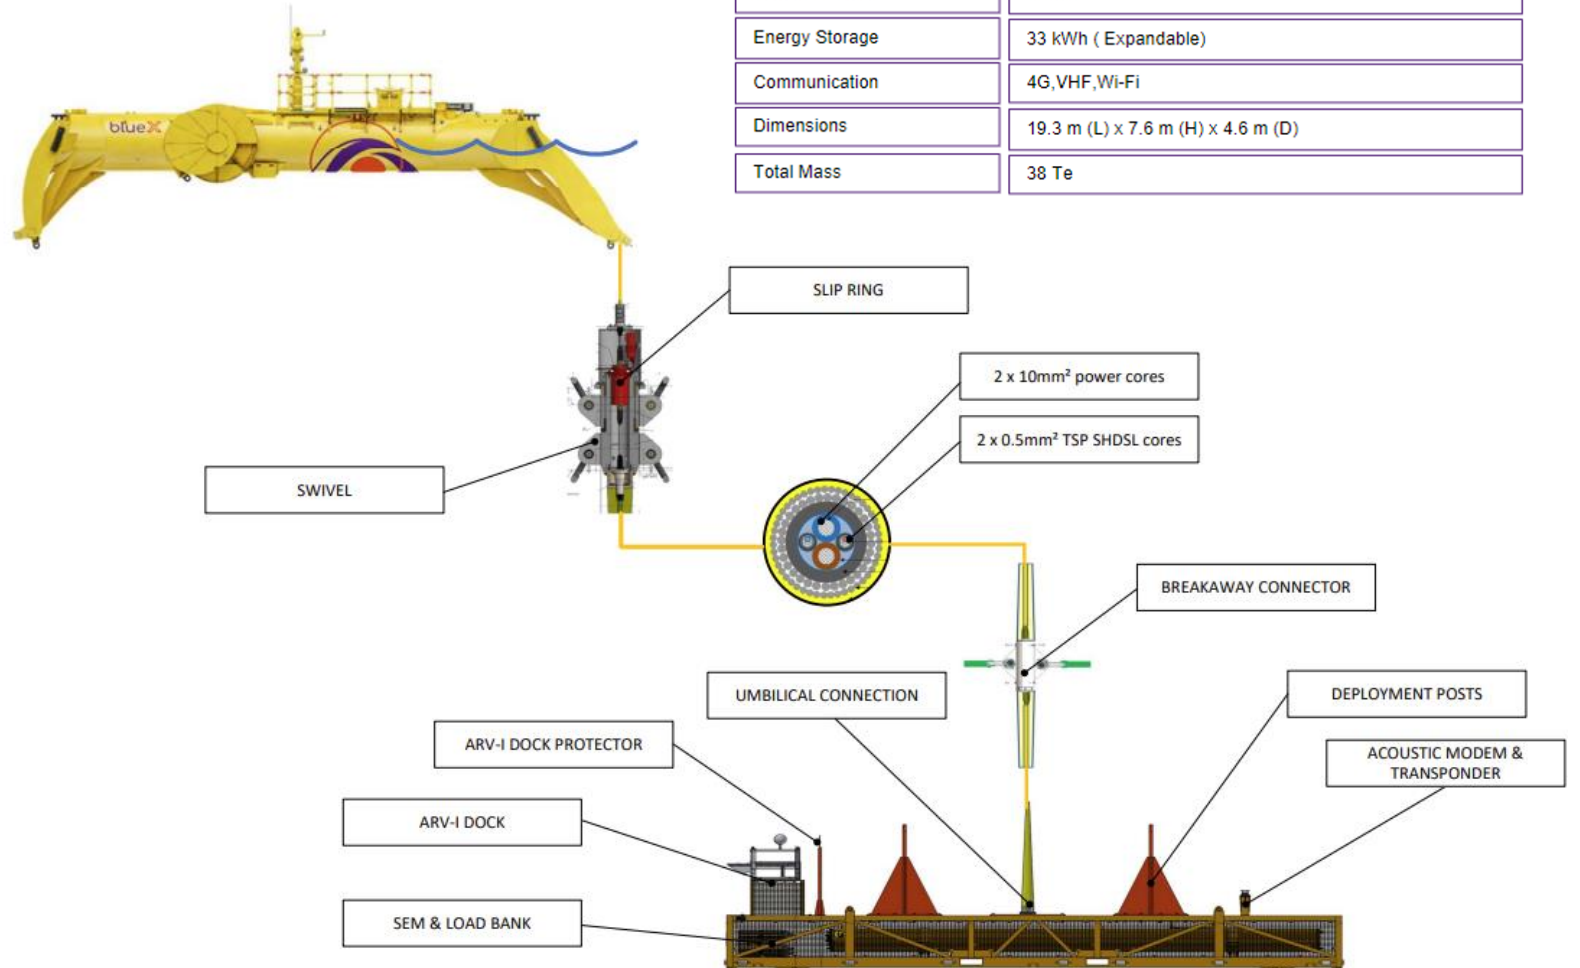 Energy Storage
33 kWh ( Expandable)
Communication
4G,VHF,Wi-Fi
Dimensions
19.3 m (L) x 7.6 m (H) x 4.6 m (D)
Total Mass
38 Te
blueX
SLIP RING
2 x 10mm² power cores
2 x 0.5mm² TSP SHDSL cores
SWIVEL
BREAKAWAY CONNECTOR
UMBILICAL CONNECTION
DEPLOYMENT POSTS
ARV-I DOCK PROTECTOR
ACOUSTIC MODEM &
TRANSPONDER
ARV-I DOCK
SEM & LOAD BANK